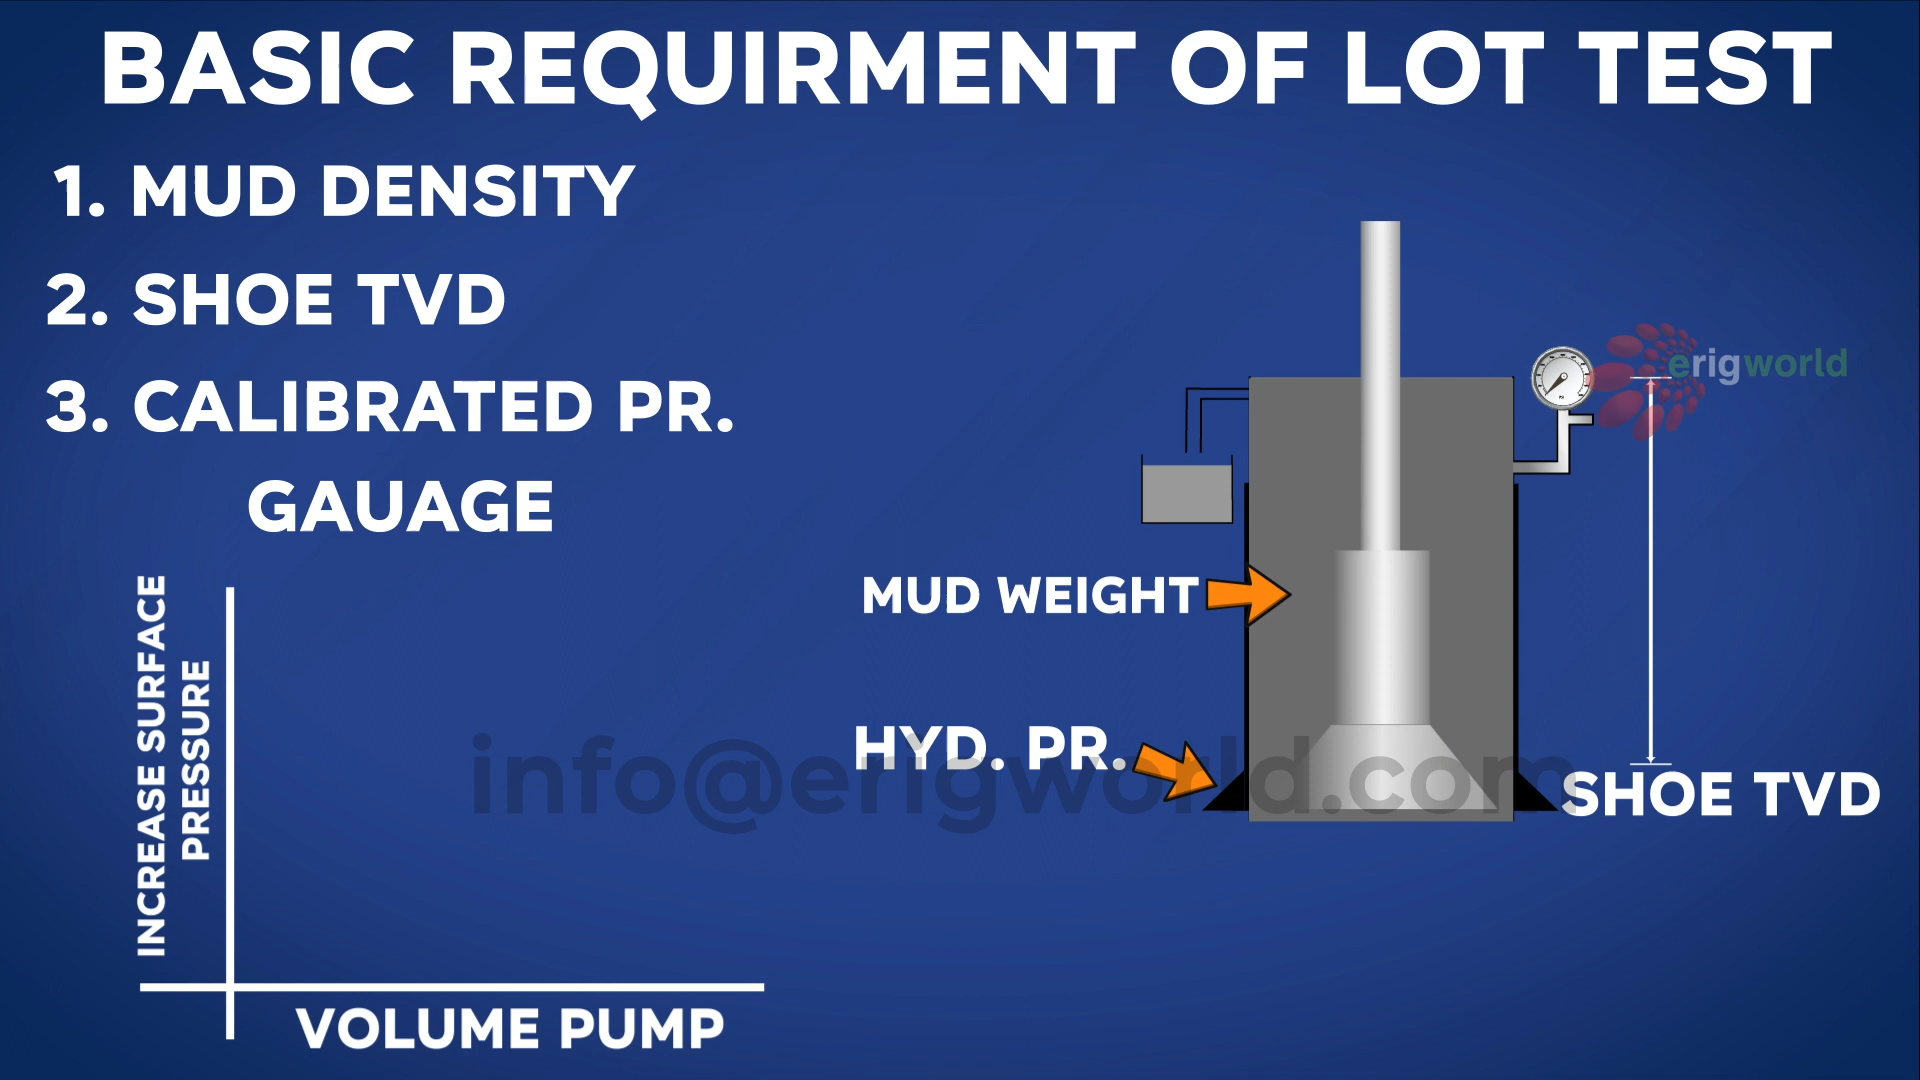 BASIC REQUIRMENT OF LOT TEST
1. MUD DENSITY
2. SHOE TVD
3. CALIBRATED PR.
GAUAGE
erigworld
MUD WEIGHT
HYD. PR.
info@erigworld.com
SHOE TVD
INCREASE SURFACE
PRESSURE
VOLUME PUMP